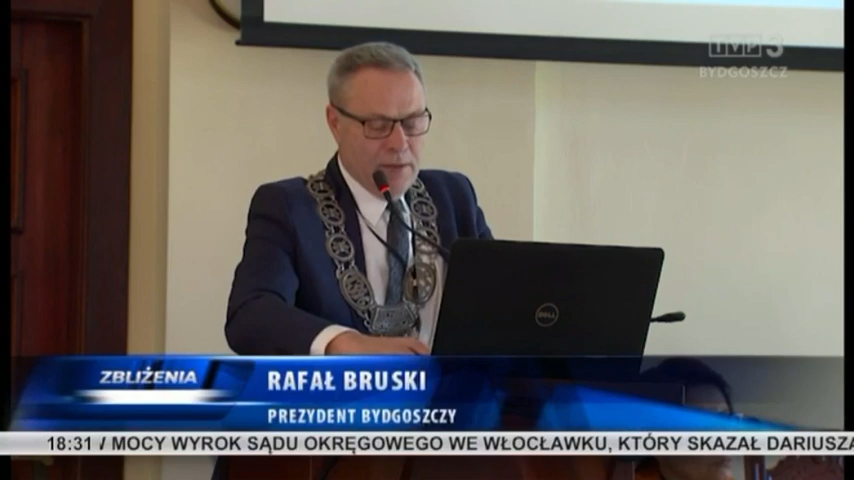 TVP3
BYDGOSZCZ
DELL
ZBLIŻENIA
RAFAŁ BRUSKI
PREZYDENT BYDGOSZCZY
18:31 / MOCY WYROK SĄDU OKRĘGOWEGO WE WŁOCŁAWKU, KTÓRY SKAZAŁ DARIUSZA